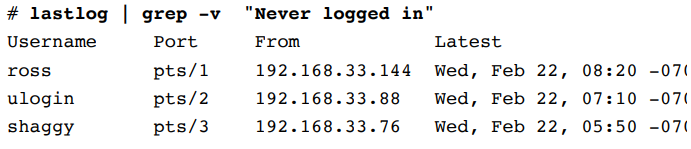 # lastlog | grep -v  "Never logged in"
Username     Port     From              Latest
ross         pts/1    192.168.33.144  Wed, Feb 22, 08:20 -070
ulogin       pts/2    192.168.33.88   Wed, Feb 22, 07:10 -070
shaggy       pts/3    192.168.33.76   Wed, Feb 22, 05:50 -070